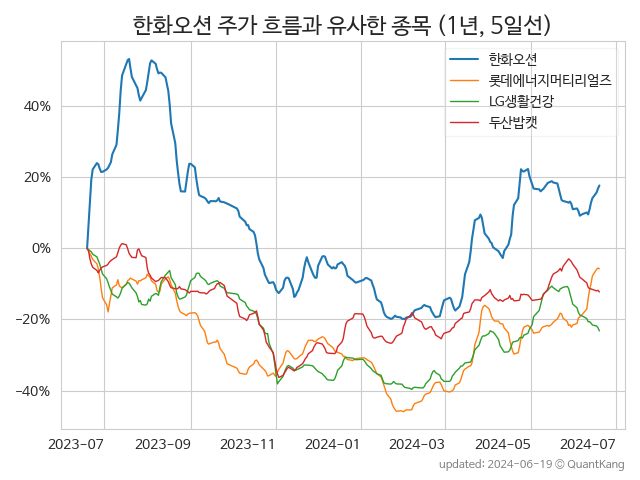 한화오션 주가 흐름과 유사한 종목 (1년, 5일선)
한화오션
롯데에너지머티리얼즈
LG생활건강
두산밥캣
40%
20%
0%
−20%
−40%
2023-07 2023-09 2023-11 2024-01 2024-03 2024-05 2024-07
updated: 2024-06-19 © QuantKang